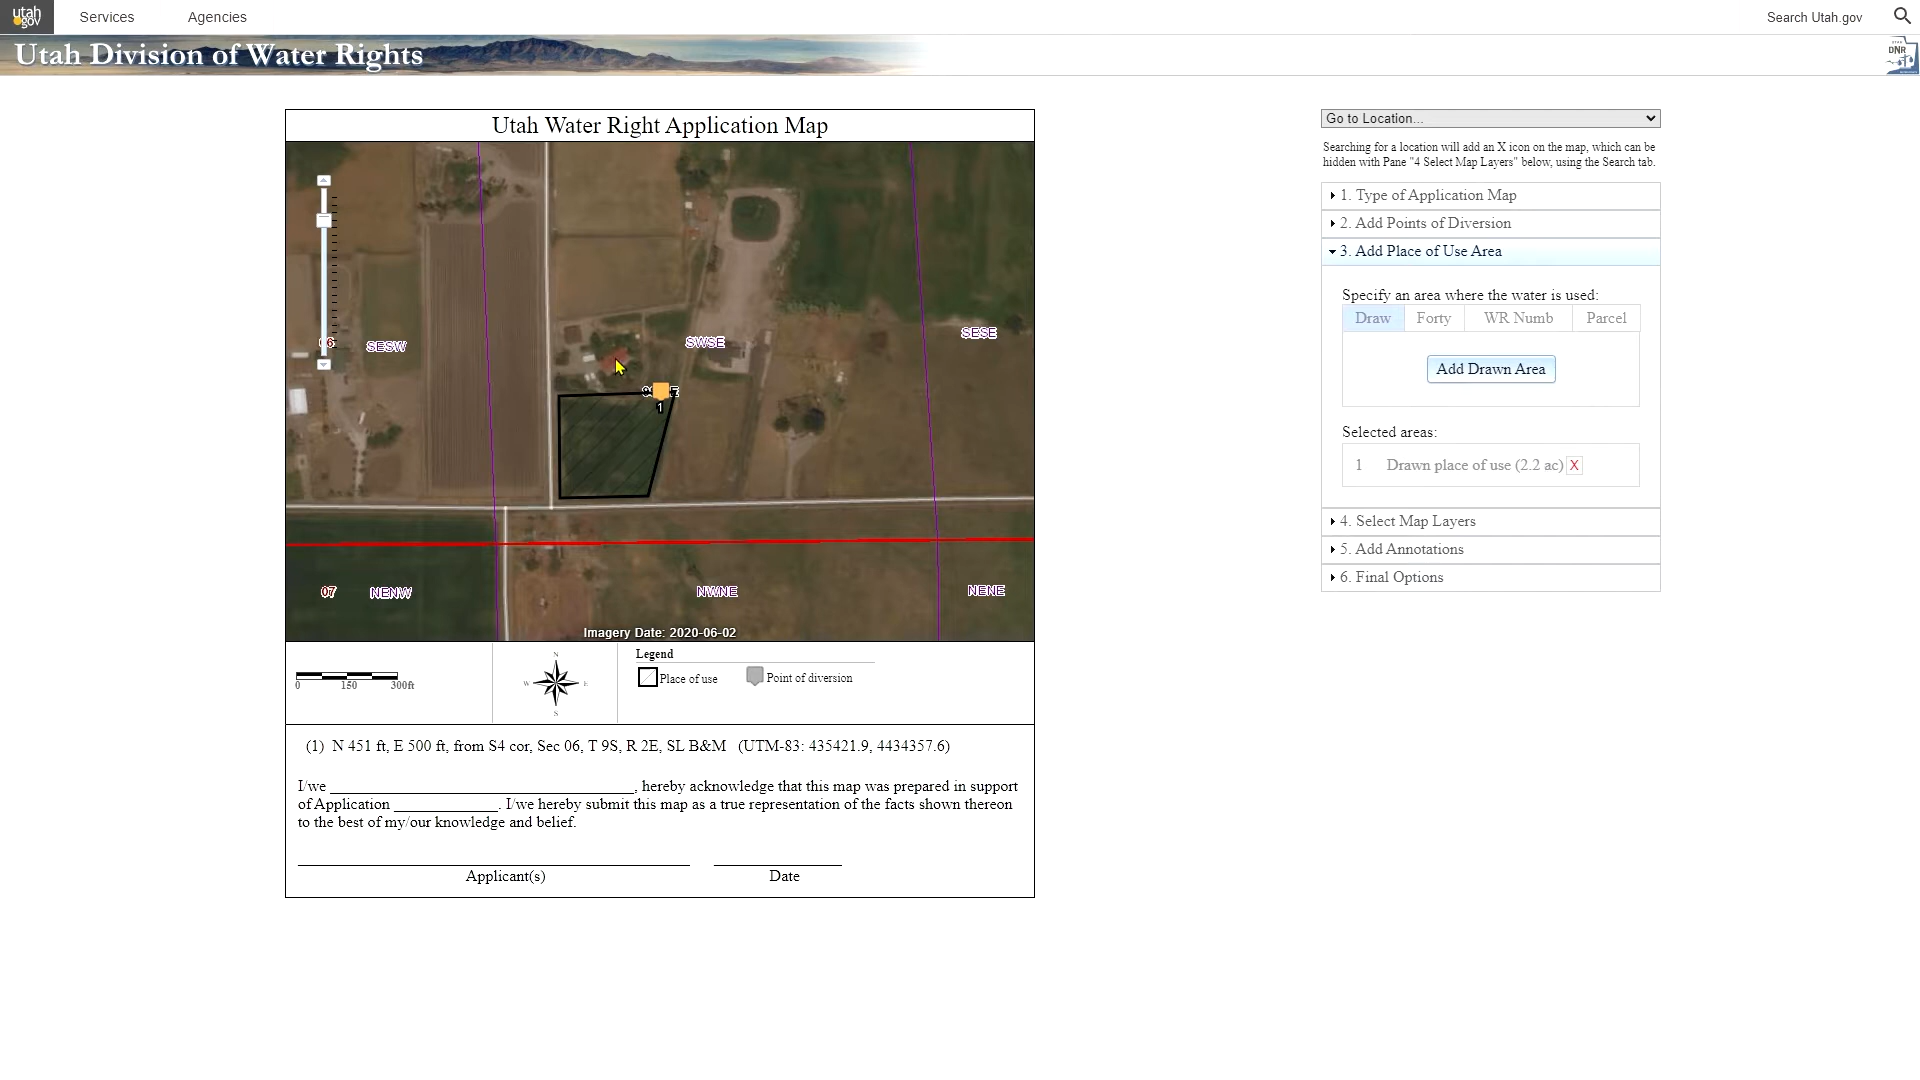 utah
gov
Services
Agencies
Search Utah.gov
Utah Division of Water Rights
DNR
Utah Water Right Application Map
Go to Location...
Searching for a location will add an X icon on the map, which can be
hidden with Pane "4 Select Map Layers" below, using the Search tab.
1. Type of Application Map
2. Add Points of Diversion
3. Add Place of Use Area
Specify an area where the water is used:
Draw
Forty
WR Numb
Parcel
Add Drawn Area
Selected areas:
1 Drawn place of use (2.2 ac) X
4. Select Map Layers
5. Add Annotations
6. Final Options
SESW
SWSE
SESE
1
07
NENW
NWNE
NENE
Imagery Date: 2020-06-02
0 150 300ft
N
W E
S
Legend
Place of use
Point of diversion
(1) N 451 ft, E 500 ft, from S4 cor, Sec 06, T 9S, R 2E, SL B&M (UTM-83: 435421.9, 4434357.6)
I/we ______________________________________, hereby acknowledge that this map was prepared in support
of Application _____________. I/we hereby submit this map as a true representation of the facts shown thereon
to the best of my/our knowledge and belief.
Applicant(s)
Date